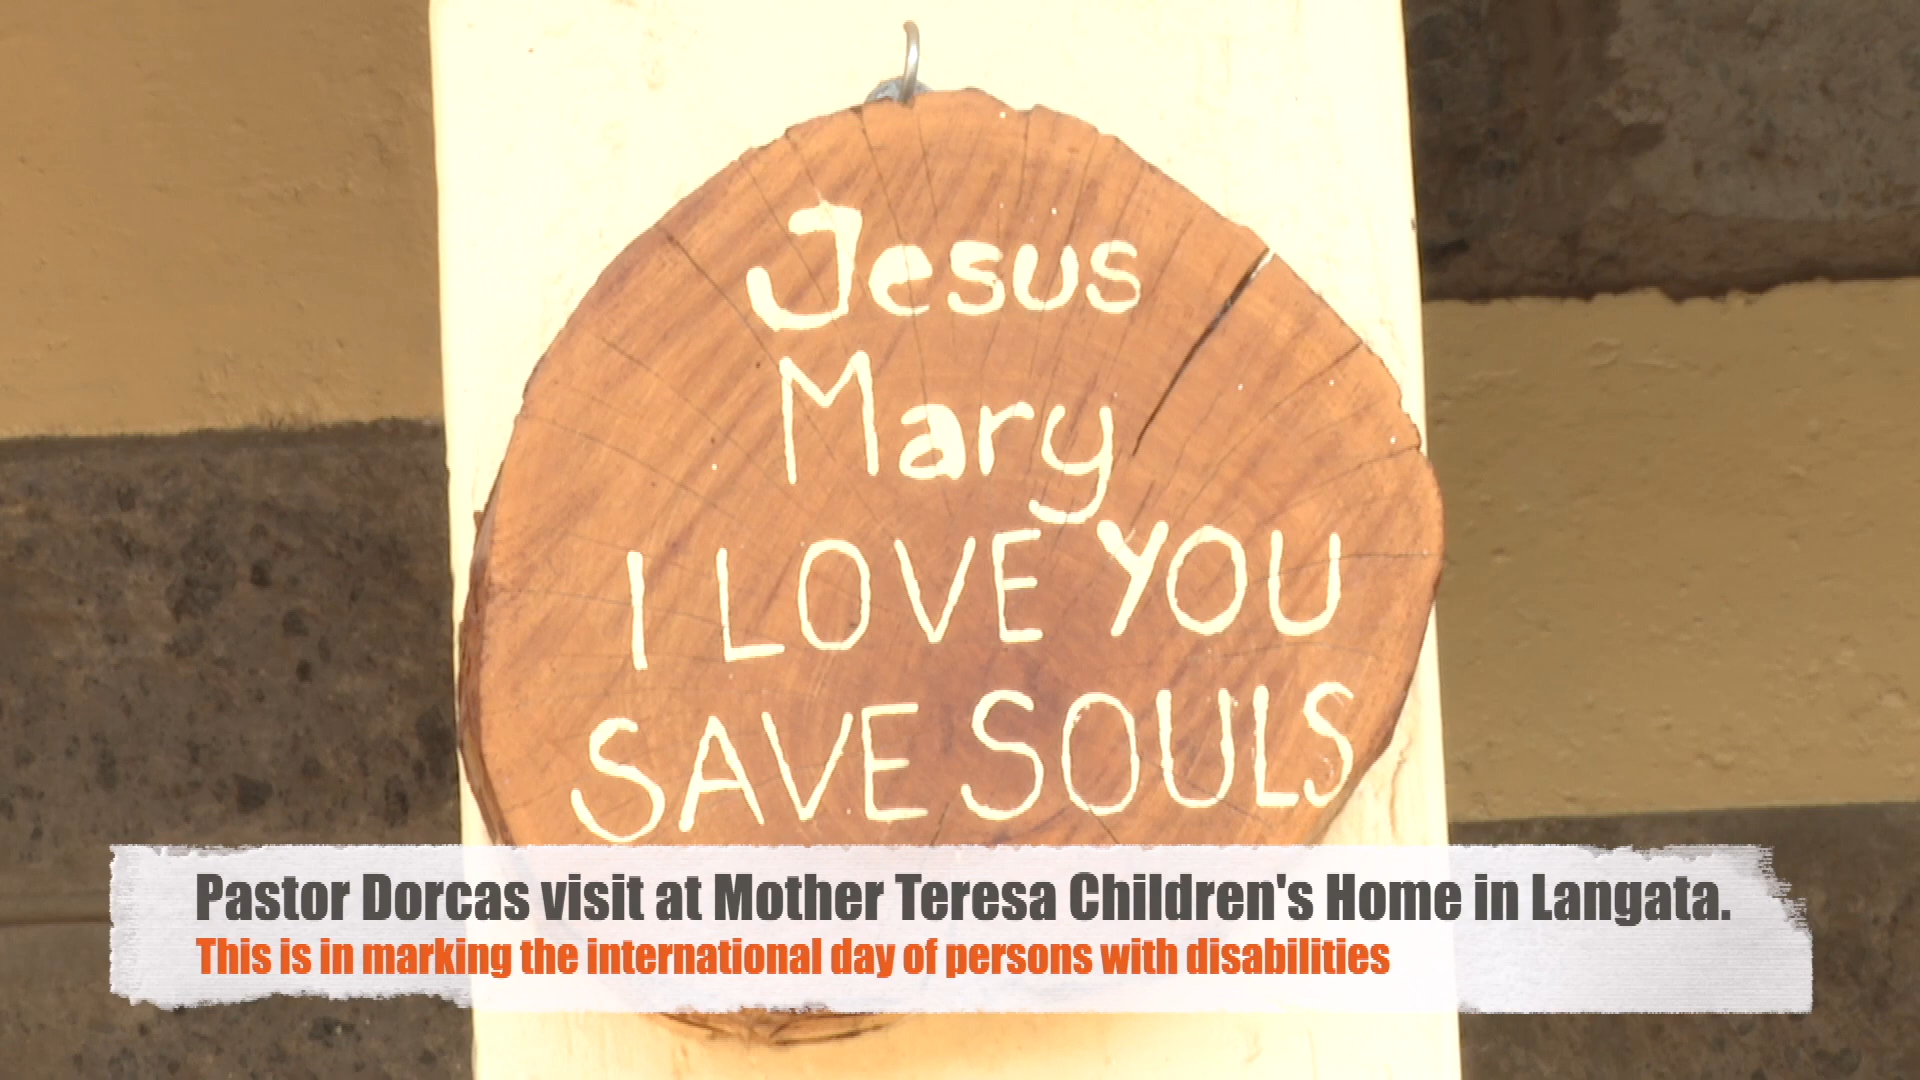 Jesus
Mary
I LOVE YOU
SAVE SOULS
Pastor Dorcas visit at Mother Teresa Children's Home in Langata.
This is in marking the international day of persons with disabilities